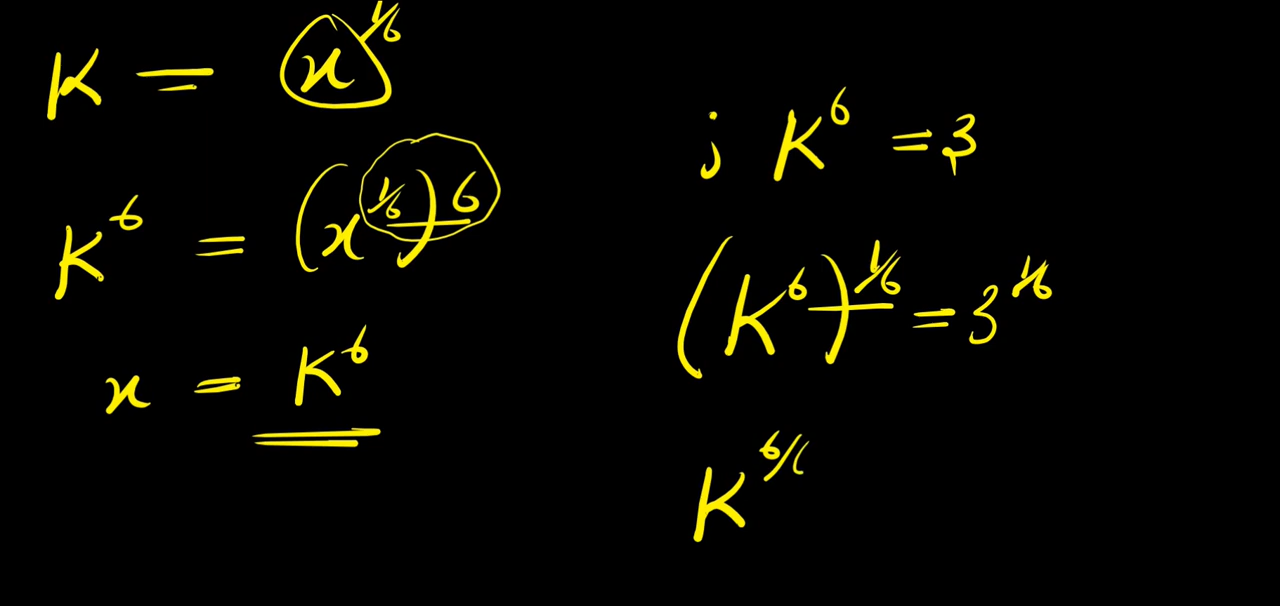 K = x^1/6
K^6 = (x^1/6)^6
x = K^6
; K^6 = 3
(K^6)^1/6 = 3^1/6
K^6/(